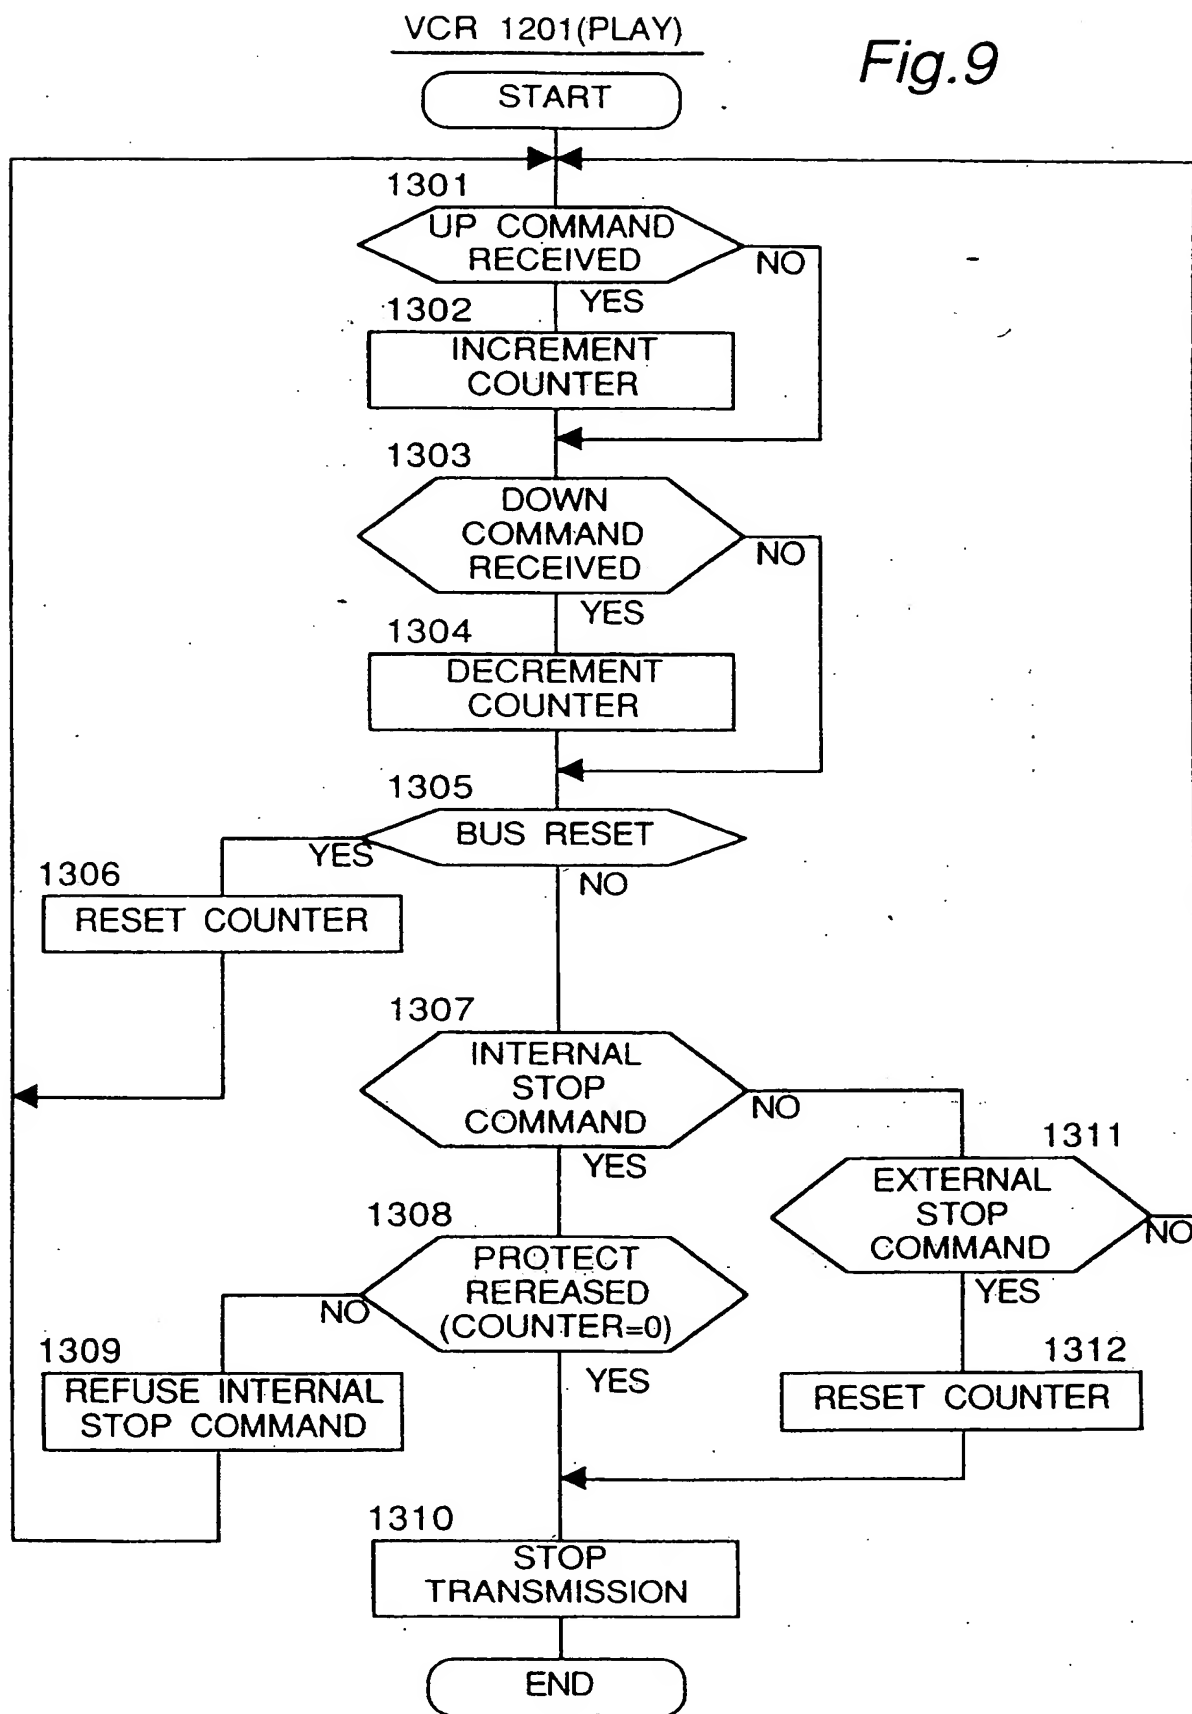 VCR 1201(PLAY)
Fig.9
START
1301
UP COMMAND
RECEIVED
NO
YES
1302
INCREMENT
COUNTER
1303
DOWN
COMMAND
RECEIVED
NO
YES
1304
DECREMENT
COUNTER
1305
BUS RESET
YES
NO
1306
RESET COUNTER
1307
INTERNAL
STOP
COMMAND
NO
YES
1311
EXTERNAL
STOP
COMMAND
NO
YES
1308
PROTECT
REREASED
(COUNTER=0)
NO
YES
1309
REFUSE INTERNAL
STOP COMMAND
1312
RESET COUNTER
1310
STOP
TRANSMISSION
END